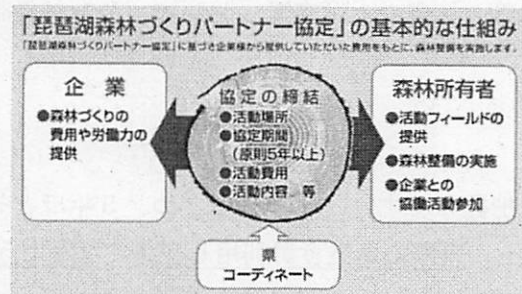 「琵琶湖森林づくりパートナー協定」の基本的な仕組み
「琵琶湖森林づくりパートナー協定」に基づき企業様から提供していただいた費用をもとに、森林整備を実施します。
企業
●森林づくりの
費用や労働力の
提供
協定の締結
●活動場所
●協定期間
(原則5年以上)
●活動費用
●活動内容 等
森林所有者
●活動フィールドの
提供
●森林整備の実施
●企業との
協働活動参加
県
コーディネート